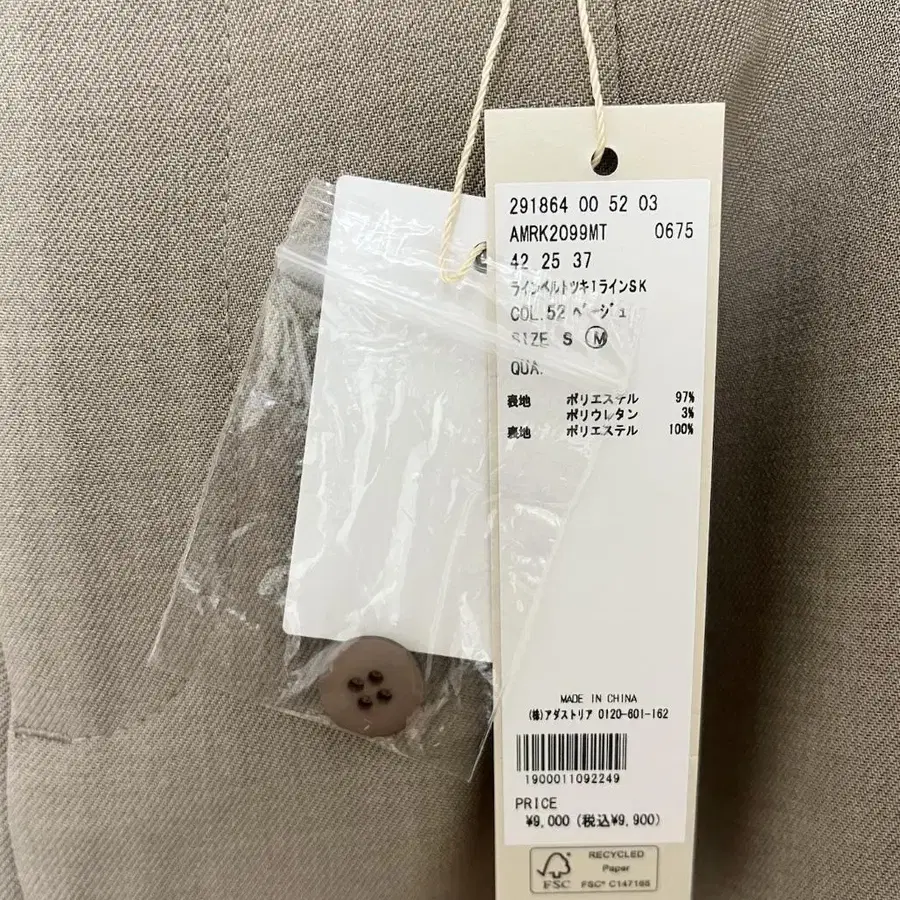 291864 00 52 03
AMRK2099MT 0675
42 25 37
ラインベルトツキ1ラインSK
COL.52 ベージュ
SIZE S M
QUA.
表地 ポリエステル 97%
ポリウレタン 3%
裏地 ポリエステル 100%
MADE IN CHINA
(株)アダストリア 0120-601-162
1900011092249
PRICE
¥9,000 (税込¥9,900)
RECYCLED
Paper
FSC FSC® C147165